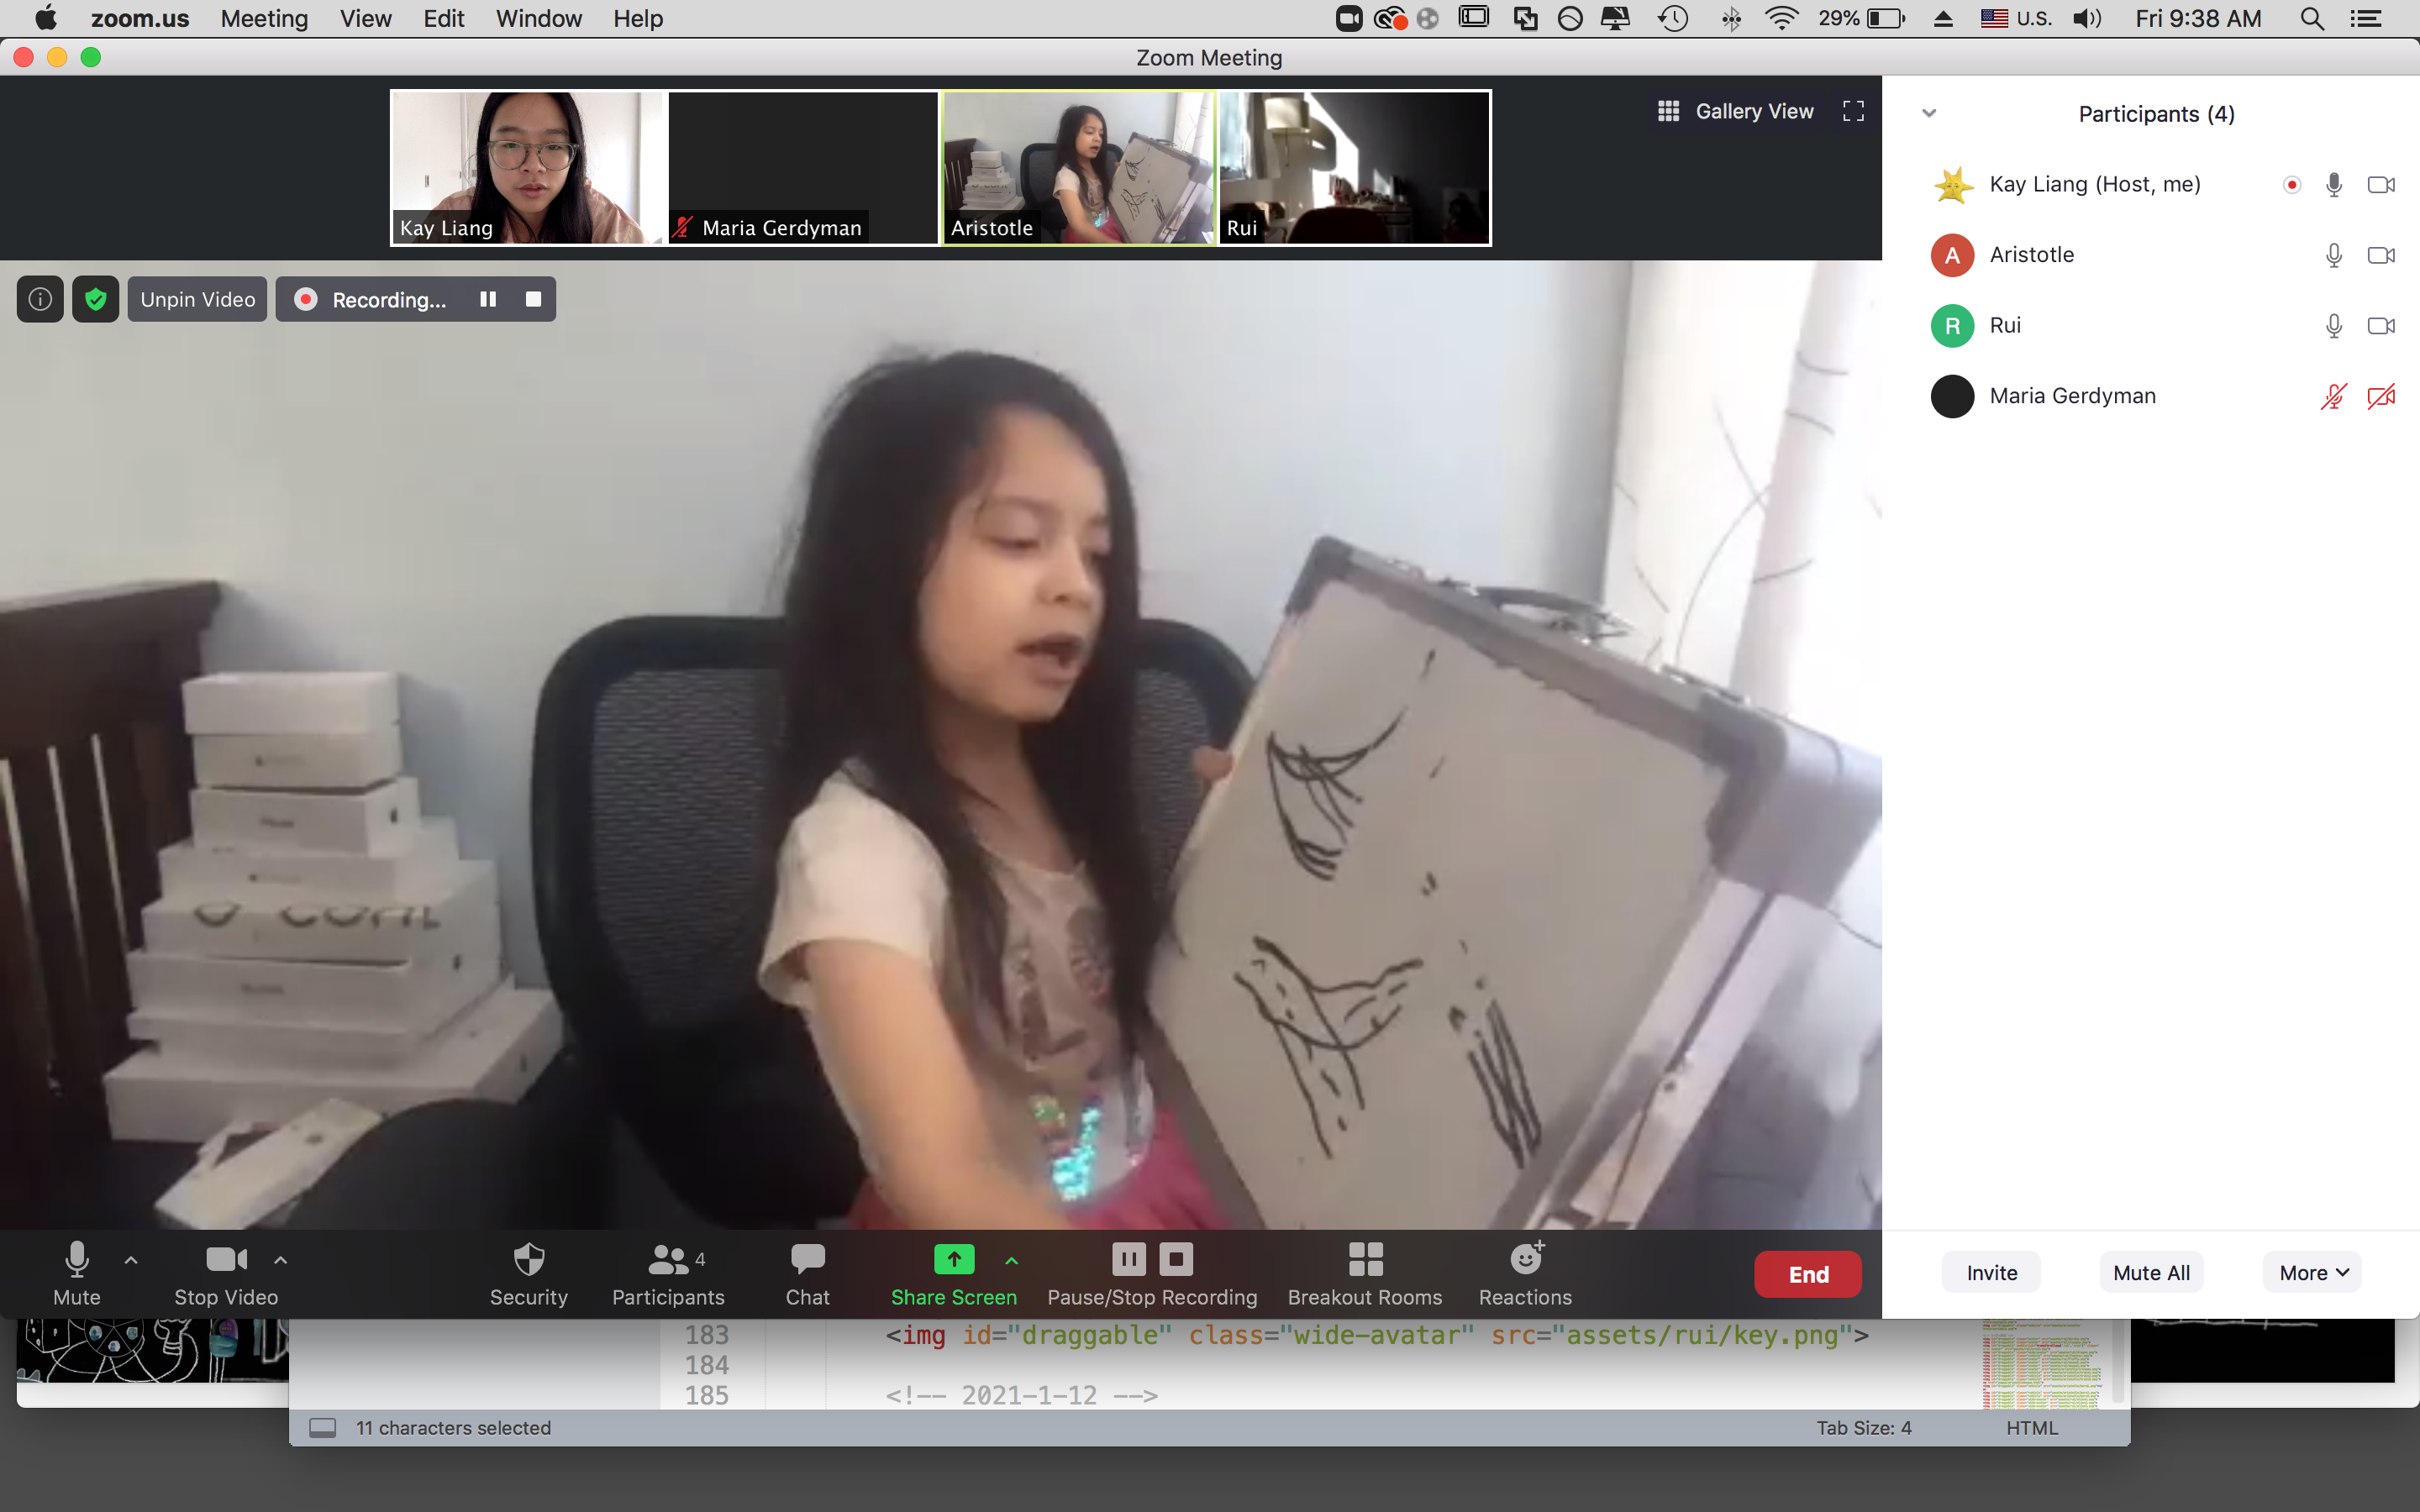 zoom.us Meeting View Edit Window Help 29% U.S. Fri 9:38 AM
Zoom Meeting
Kay Liang
Maria Gerdyman
Aristotle
Rui
Gallery View
Unpin Video
Recording...
Participants (4)
Kay Liang (Host, me)
A Aristotle
R Rui
Maria Gerdyman
Mute
Stop Video
Security
4
Participants
Chat
Share Screen
Pause/Stop Recording
Breakout Rooms
Reactions
End
Invite
Mute All
More
183 <img id="draggable" class="wide-avatar" src="assets/rui/key.png">
184
185 <!-- 2021-1-12 -->
11 characters selected
Tab Size: 4
HTML